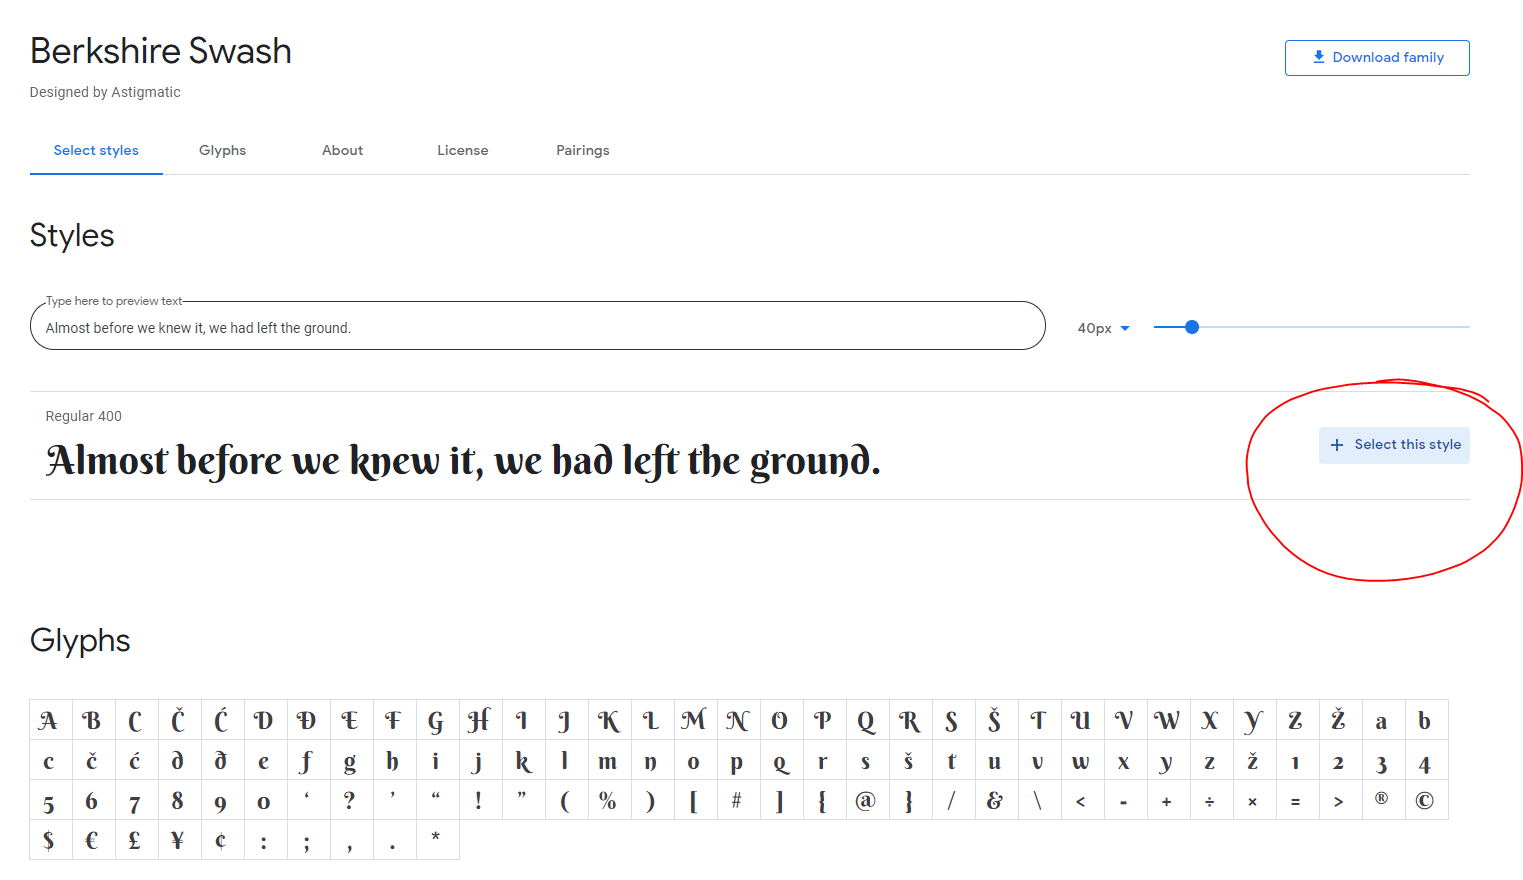 Berkshire Swash
Download family
Designed by Astigmatic
Select styles Glyphs About License Pairings
Styles
Type here to preview text
Almost before we knew it, we had left the ground.
40px
Regular 400
Almost before we knew it, we had left the ground.
+ Select this style
Glyphs
A B C Č Ć D Đ E F G H I J K L M N O P Q R S Š T U V W X Y Z Ž a b
c č ć d đ e f g h i j k l m n o p q r s š t u v w x y z ž 1 2 3 4
5 6 7 8 9 0 ‘ ? ’ “ ! ” ( % ) [ # ] { @ } / & \ < - + ÷ × = > ® ©
$ € £ ¥ ¢ : ; , . *